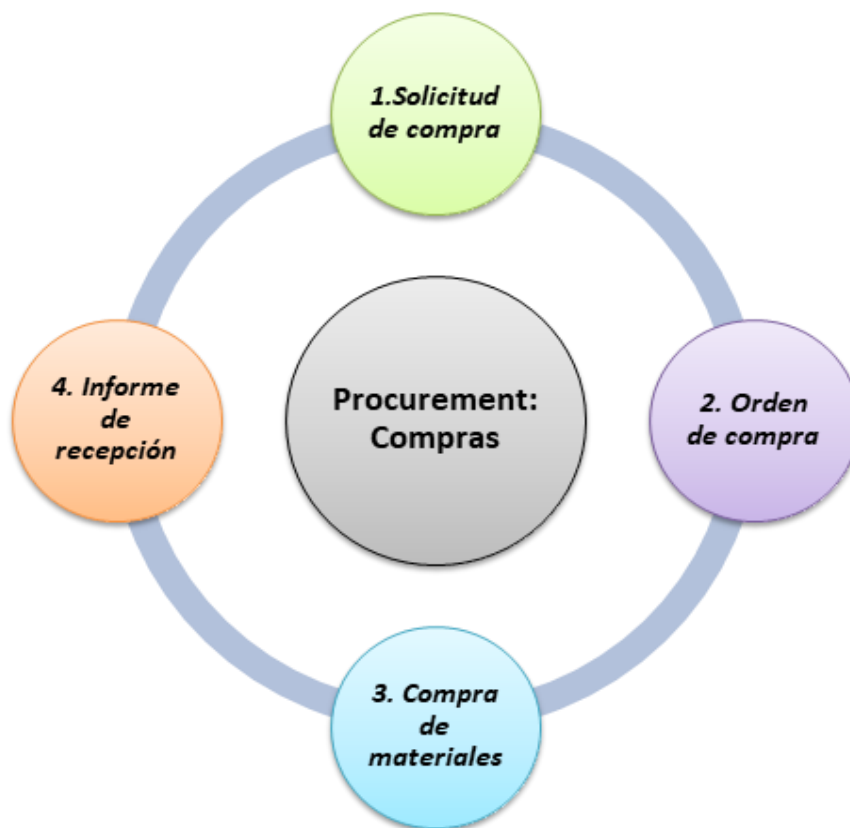 1.Solicitud
de compra
Procurement:
Compras
2. Orden
de compra
3. Compra
de
materiales
4. Informe
de
recepción